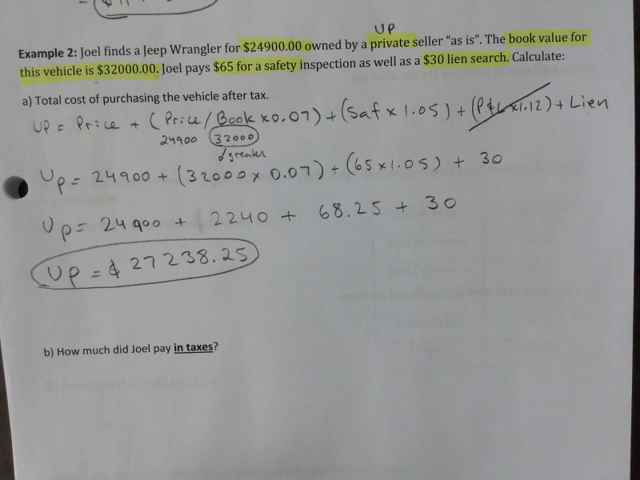 UP
Example 2: Joel finds a Jeep Wrangler for $24900.00 owned by a private seller "as is". The book value for
this vehicle is $32000.00. Joel pays $65 for a safety inspection as well as a $30 lien search. Calculate:
a) Total cost of purchasing the vehicle after tax.
UP = Price + (Price/Book x 0.07) + (Saf x 1.05) + (P&L x 1.12) + Lien
24900 32000
greater
Up = 24900 + (32000 x 0.07) + (65 x 1.05) + 30
Up = 24900 + 2240 + 68.25 + 30
Up = $27238.25
b) How much did Joel pay in taxes?